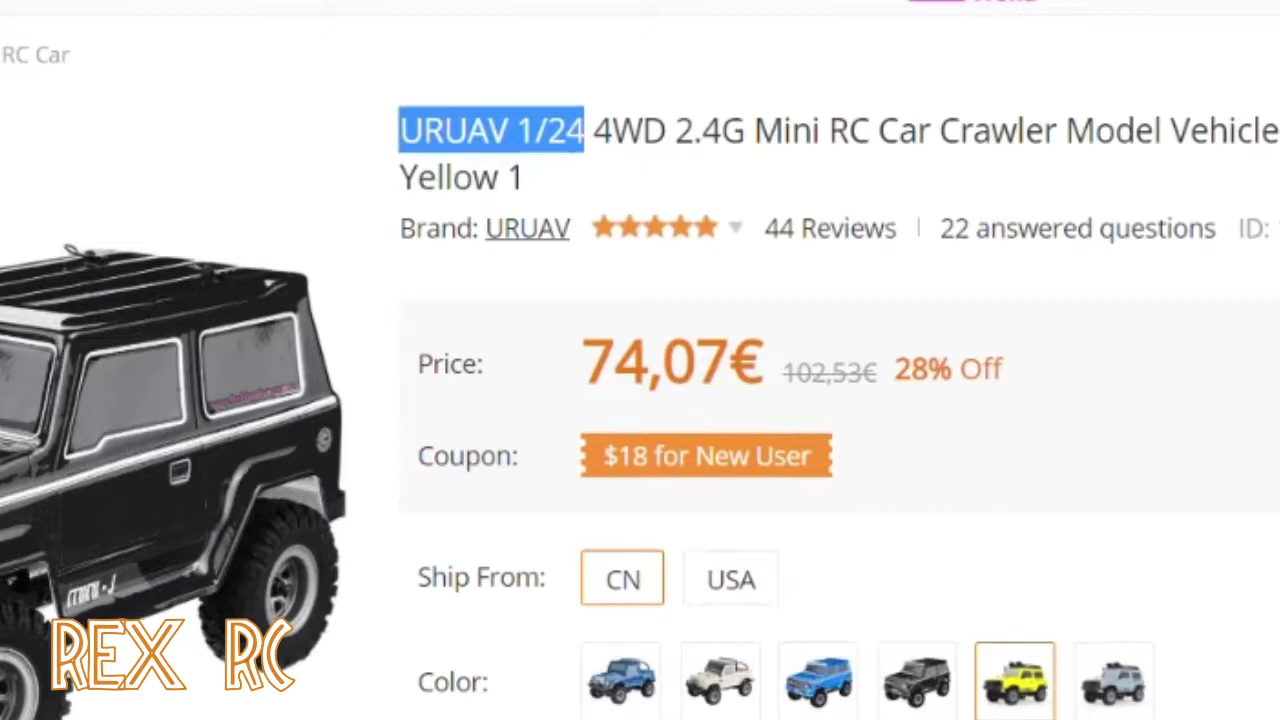 RC Car
URUAV 1/24 4WD 2.4G Mini RC Car Crawler Model Vehicle
Yellow 1
Brand: URUAV 44 Reviews 22 answered questions ID:
Price: 74,07€ 102,53€ 28% Off
Coupon: $18 for New User
Ship From: CN USA
Color:
REX RC